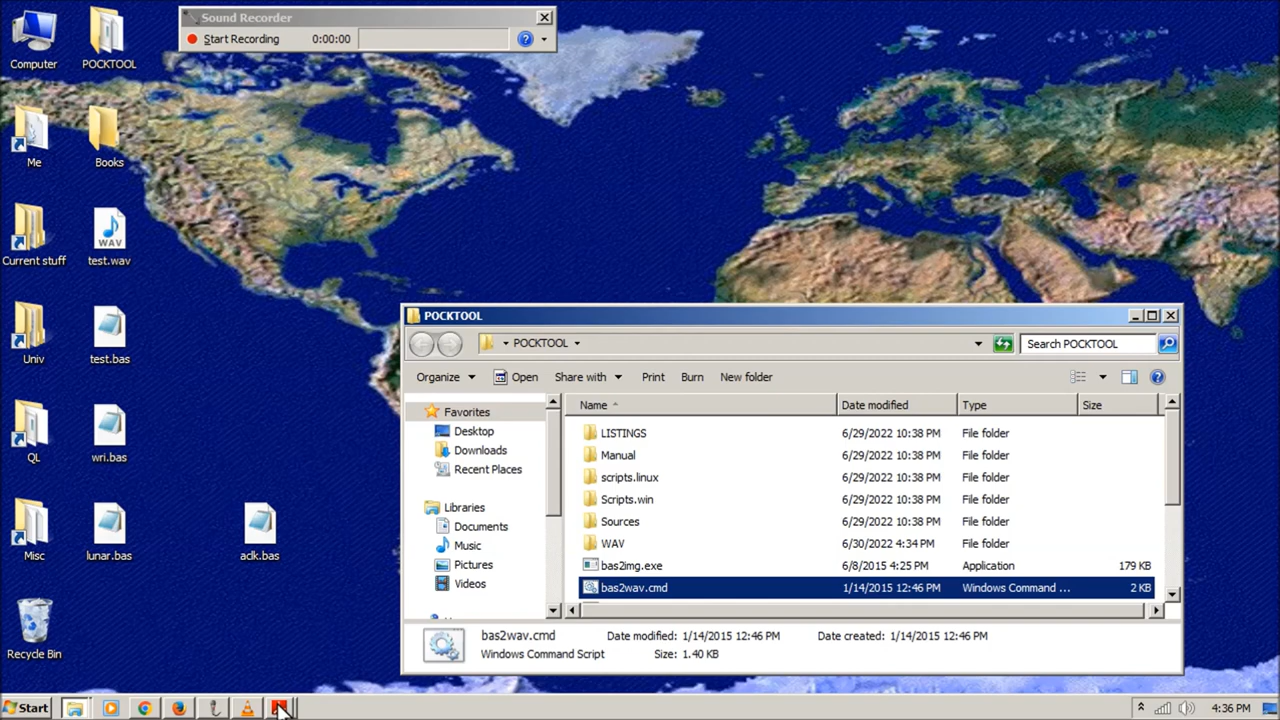 Sound Recorder
Start Recording 0:00:00
Computer
POCKTOOL
Me
Books
Current stuff
test.wav
WAV
Univ
test.bas
QL
wri.bas
Misc
lunar.bas
aclk.bas
Recycle Bin
POCKTOOL
POCKTOOL
Search POCKTOOL
Organize Open Share with Print Burn New folder
Favorites
Desktop
Downloads
Recent Places
Libraries
Documents
Music
Pictures
Videos
Name Date modified Type Size
LISTINGS 6/29/2022 10:38 PM File folder
Manual 6/29/2022 10:38 PM File folder
scripts.linux 6/29/2022 10:38 PM File folder
Scripts.win 6/29/2022 10:38 PM File folder
Sources 6/29/2022 10:38 PM File folder
WAV 6/30/2022 4:34 PM File folder
bas2img.exe 6/8/2015 4:25 PM Application 179 KB
bas2wav.cmd 1/14/2015 12:46 PM Windows Command ... 2 KB
bas2wav.cmd Date modified: 1/14/2015 12:46 PM Date created: 1/14/2015 12:46 PM
Windows Command Script Size: 1.40 KB
Start
4:36 PM